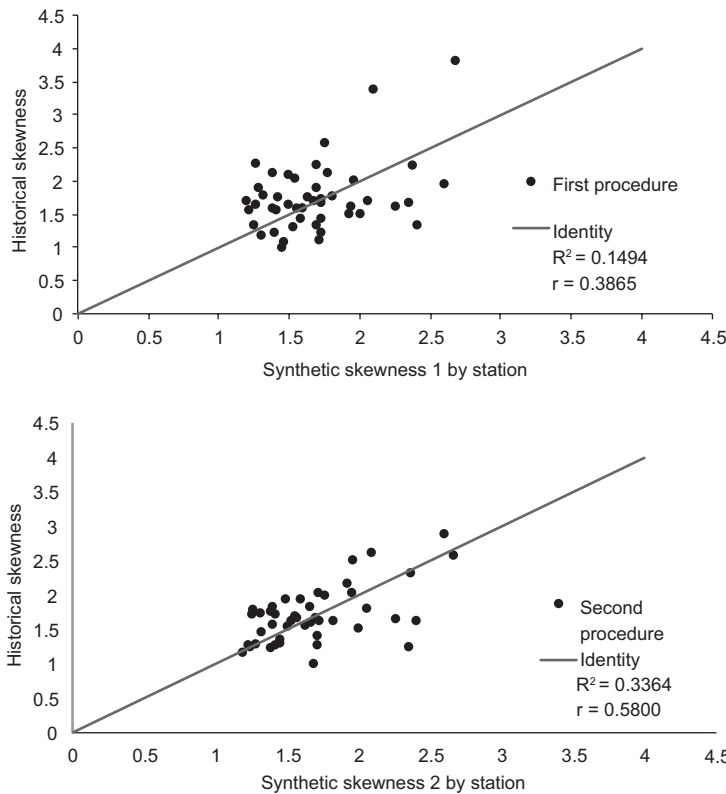 4.5
4
3.5
3
2.5
2
1.5
1
0.5
0
Historical skewness
First procedure
Identity
R² = 0.1494
r = 0.3865
0 0.5 1 1.5 2 2.5 3 3.5 4 4.5
Synthetic skewness 1 by station
4.5
4
3.5
3
2.5
2
1.5
1
0.5
0
Historical skewness
Second
procedure
Identity
R² = 0.3364
r = 0.5800
0 0.5 1 1.5 2 2.5 3 3.5 4 4.5
Synthetic skewness 2 by station